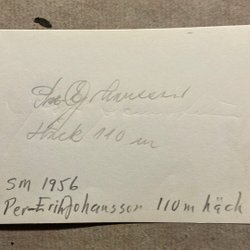 Häck 110 m
SM 1956
Per-Erik Johansson 110m häck